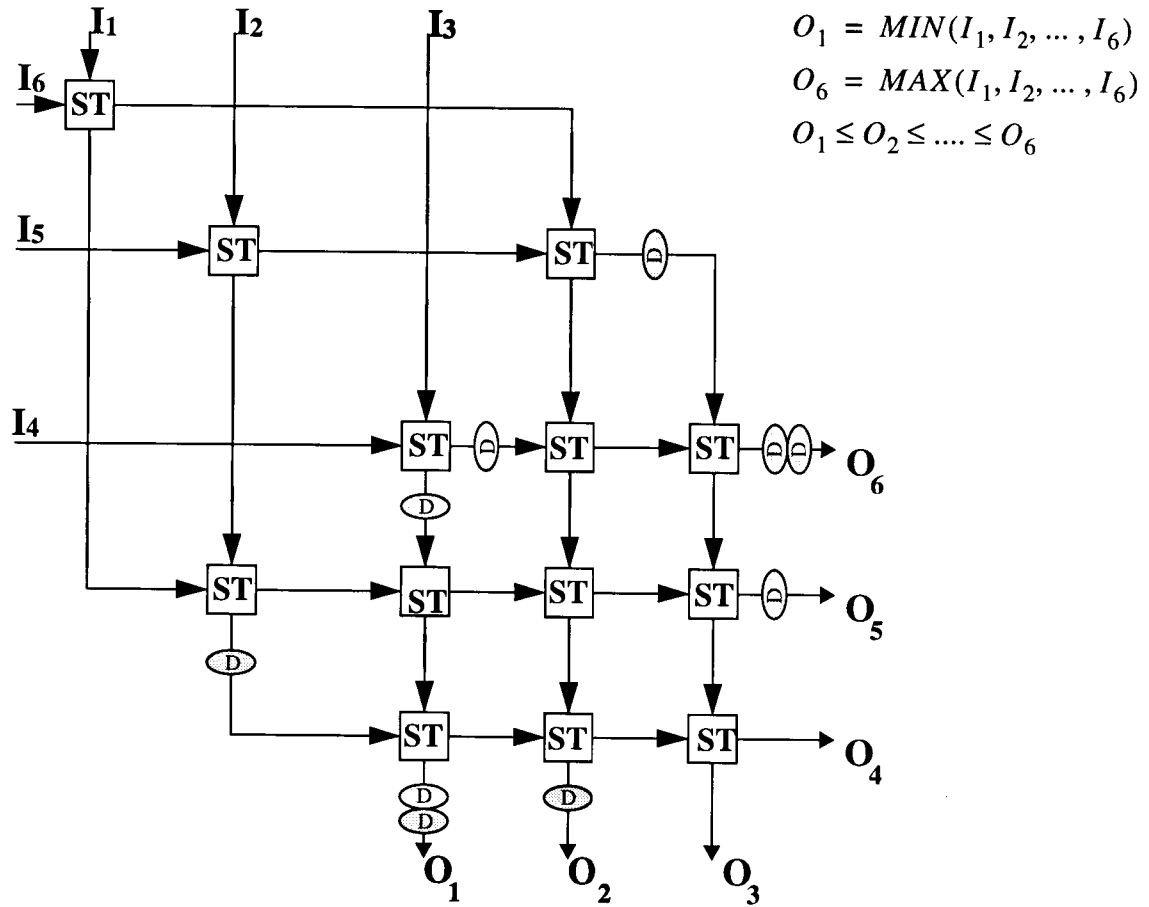 I1 I2 I3
O1 = MIN(I1, I2, ... , I6)
O6 = MAX(I1, I2, ... , I6)
O1 ≤ O2 ≤ .... ≤ O6
I6 ST
I5 ST ST D
I4 ST D ST ST D D O6
D
ST ST ST ST D O5
D
ST ST ST O4
D D
D
O1 O2 O3